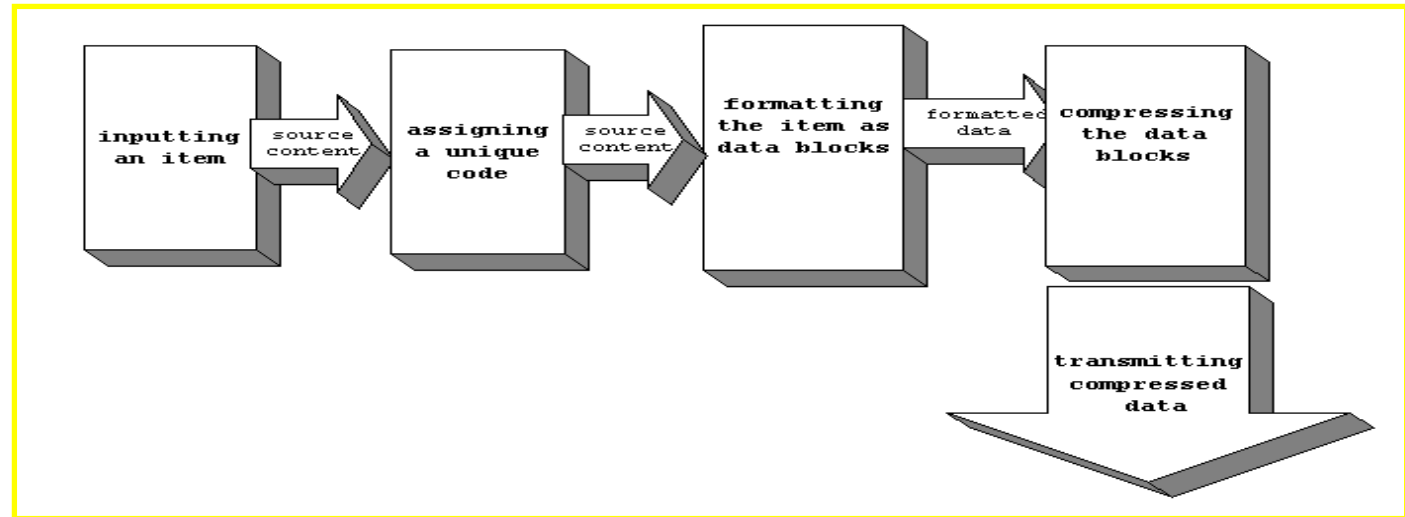 inputting
an item
source
content
assigning
a unique
code
source
content
formatting
the item as
data blocks
formatted
data
compressing
the data
blocks
transmitting
compressed
data